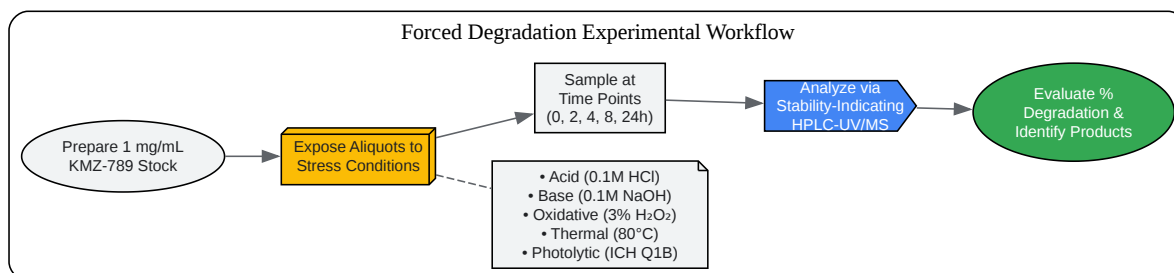 Forced Degradation Experimental Workflow
Prepare 1 mg/mL
KMZ-789 Stock
Expose Aliquots to
Stress Conditions
Sample at
Time Points
(0, 2, 4, 8, 24h)
• Acid (0.1M HCl)
• Base (0.1M NaOH)
• Oxidative (3% H₂O₂)
• Thermal (80°C)
• Photolytic (ICH Q1B)
Analyze via
Stability-Indicating
HPLC-UV/MS
Evaluate %
Degradation &
Identify Products